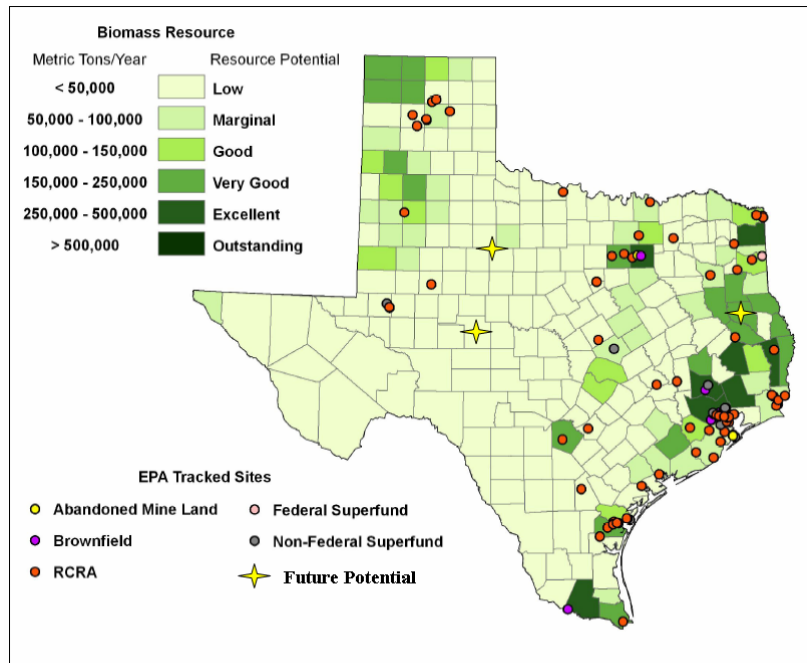 Biomass Resource
Metric Tons/Year Resource Potential
< 50,000 Low
50,000 - 100,000 Marginal
100,000 - 150,000 Good
150,000 - 250,000 Very Good
250,000 - 500,000 Excellent
> 500,000 Outstanding
EPA Tracked Sites
Abandoned Mine Land Federal Superfund
Brownfield Non-Federal Superfund
RCRA Future Potential